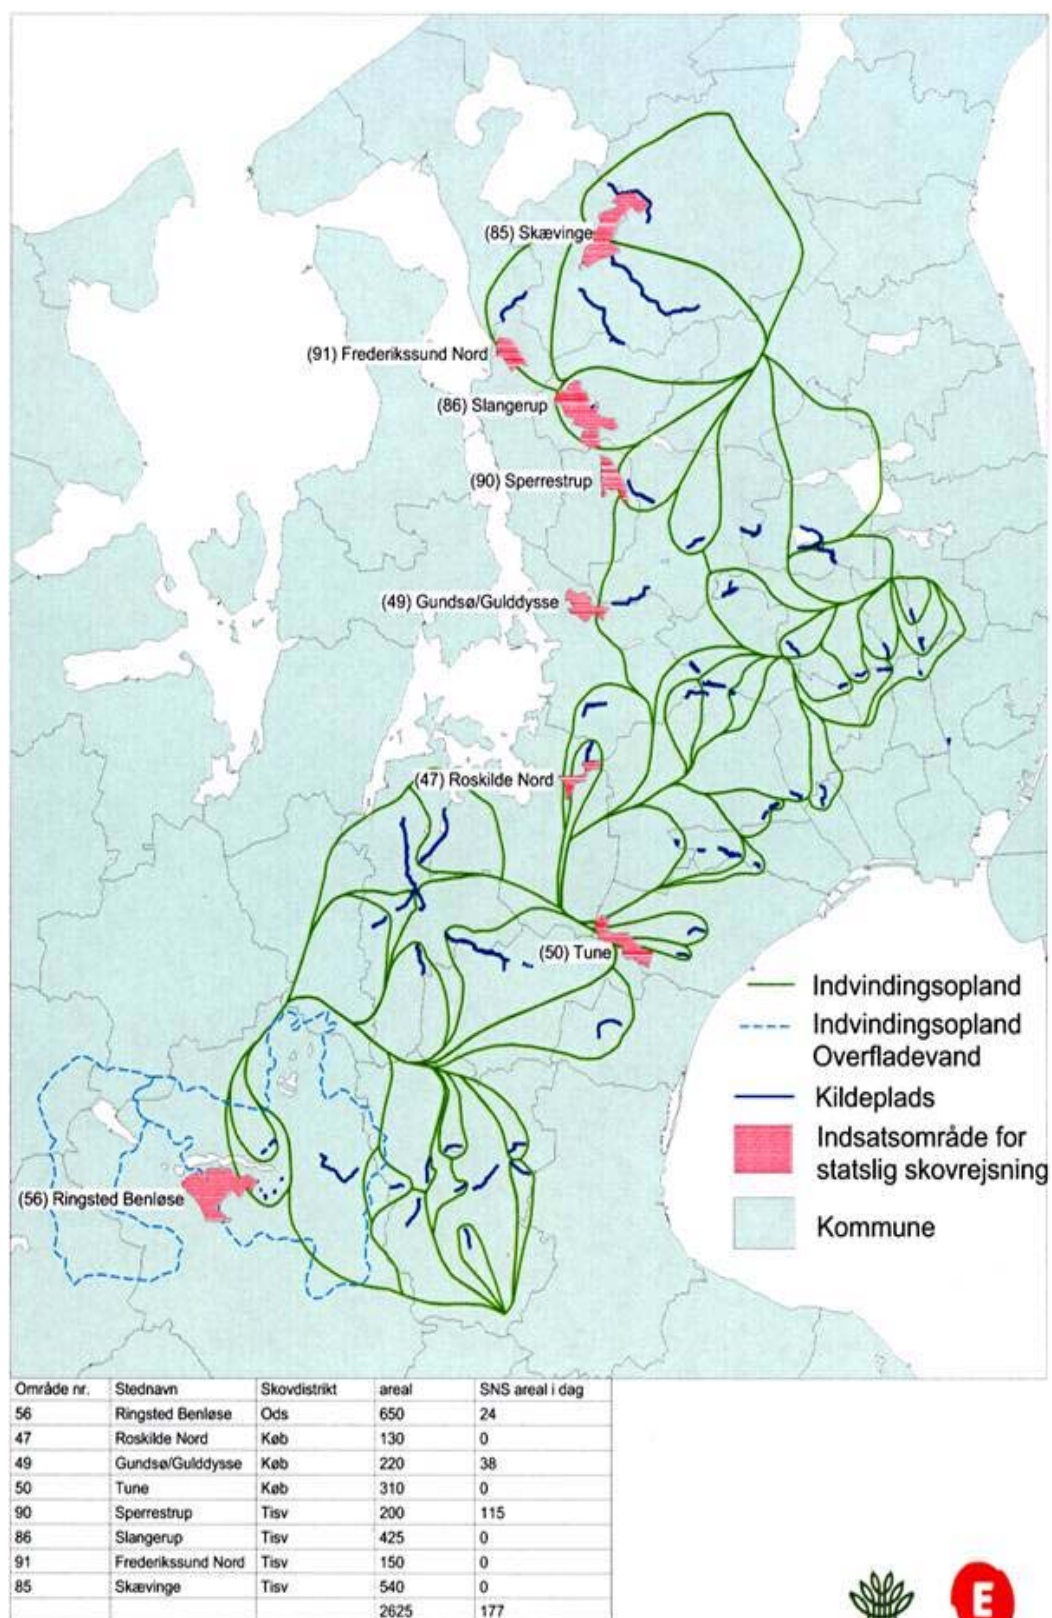 (85) Skævinge
(91) Frederikssund Nord
(86) Slangerup
(90) Sperrestrup
(49) Gundsø/Gulddysse
(47) Roskilde Nord
(50) Tune
(56) Ringsted Benløse
Indvindingsopland
Indvindingsopland
Overfladevand
Kildeplads
Indsatsområde for
statslig skovrejsning
Kommune
Område nr. Stednavn Skovdistrikt areal SNS areal i dag
56 Ringsted Benløse Ods 650 24
47 Roskilde Nord Køb 130 0
49 Gundsø/Gulddysse Køb 220 38
50 Tune Køb 310 0
90 Sperrestrup Tisv 200 115
86 Slangerup Tisv 425 0
91 Frederikssund Nord Tisv 150 0
85 Skævinge Tisv 540 0
2625 177
E